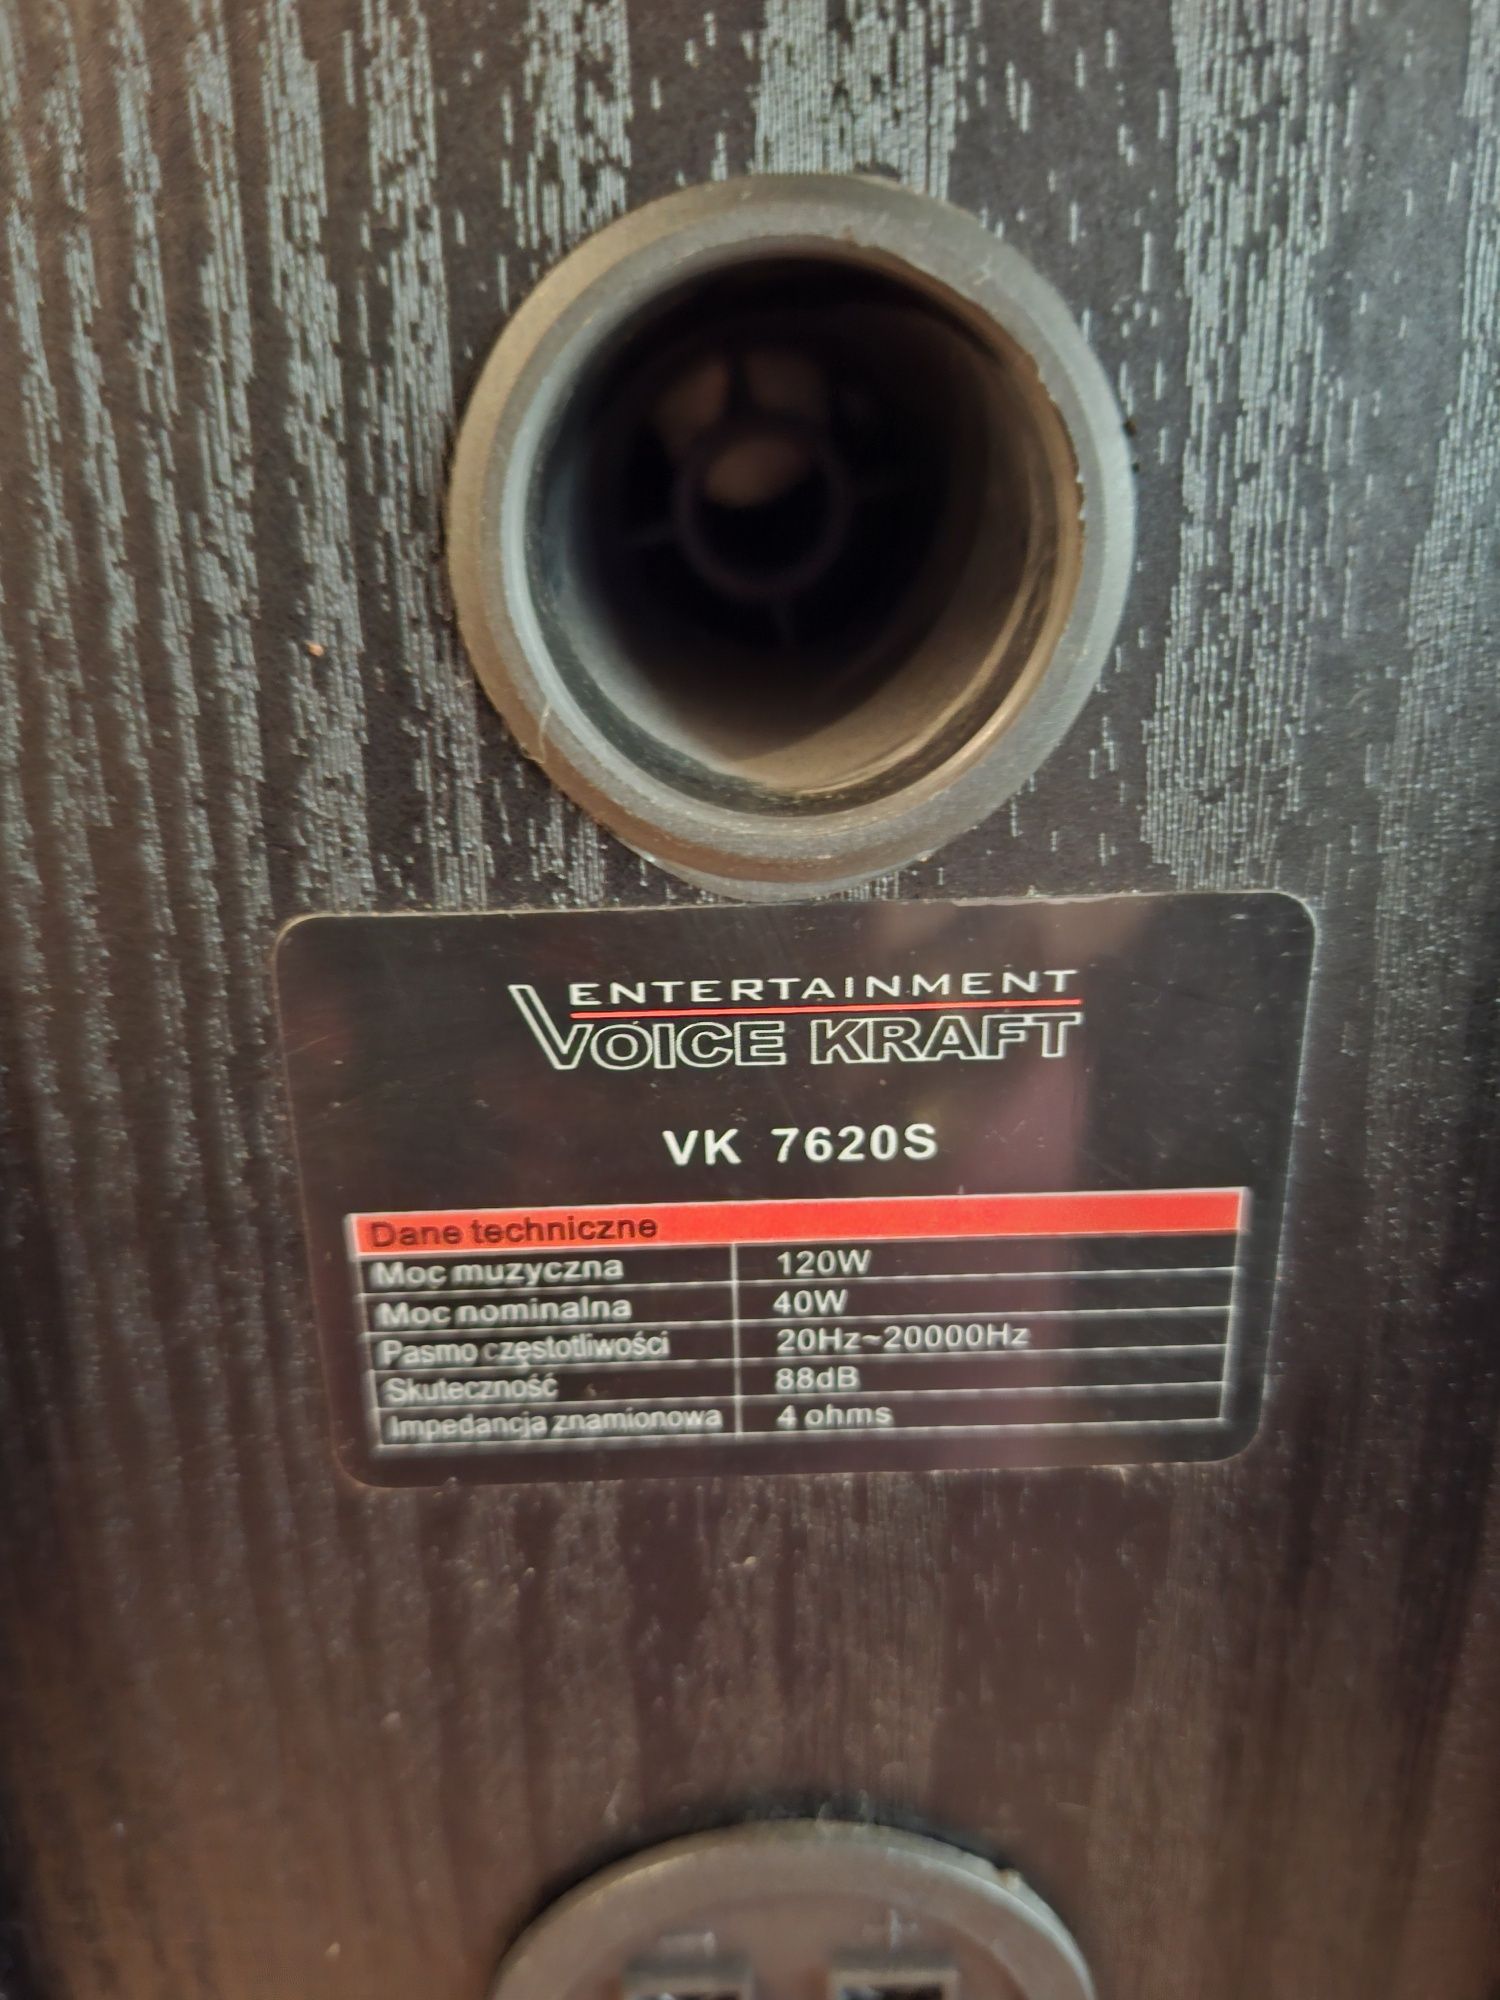 ENTERTAINMENT
VOICE KRAFT
VK 7620S
Dane techniczne
Moc muzyczna 120W
Moc nominalna 40W
Pasmo częstotliwości 20Hz~20000Hz
Skuteczność 88dB
Impedancja znamionowa 4 ohms